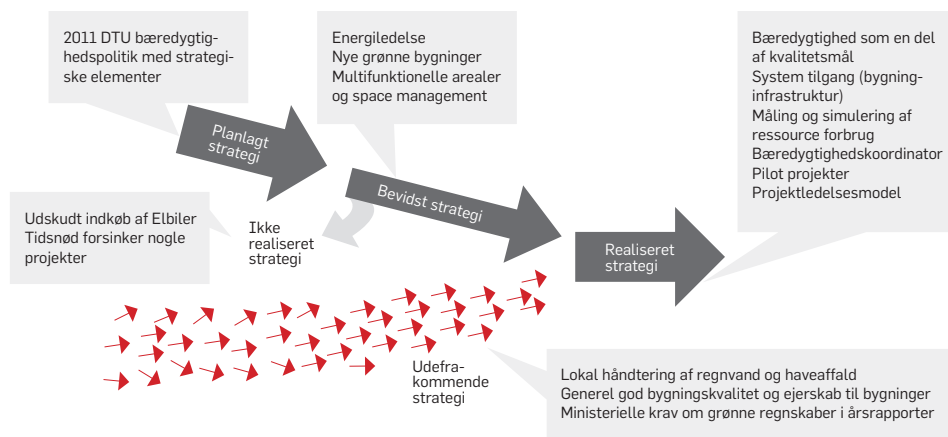 2011 DTU bæredygtig-
hedspolitik med strategi-
ske elementer
Energiledelse
Nye grønne bygninger
Multifunktionelle arealer
og space management
Bæredygtighed som en del
af kvalitetsmål
System tilgang (bygning-
infrastruktur)
Måling og simulering af
ressource forbrug
Bæredygtighedskoordinator
Pilot projekter
Projektledelsesmodel
Planlagt
strategi
Bevidst strategi
Udskudt indkøb af Elbiler
Tidsnød forsinker nogle
projekter
Ikke
realiseret
strategi
Realiseret
strategi
Udefra-
kommende
strategi
Lokal håndtering af regnvand og haveaffald
Generel god bygningskvalitet og ejerskab til bygninger
Ministerielle krav om grønne regnskaber i årsrapporter